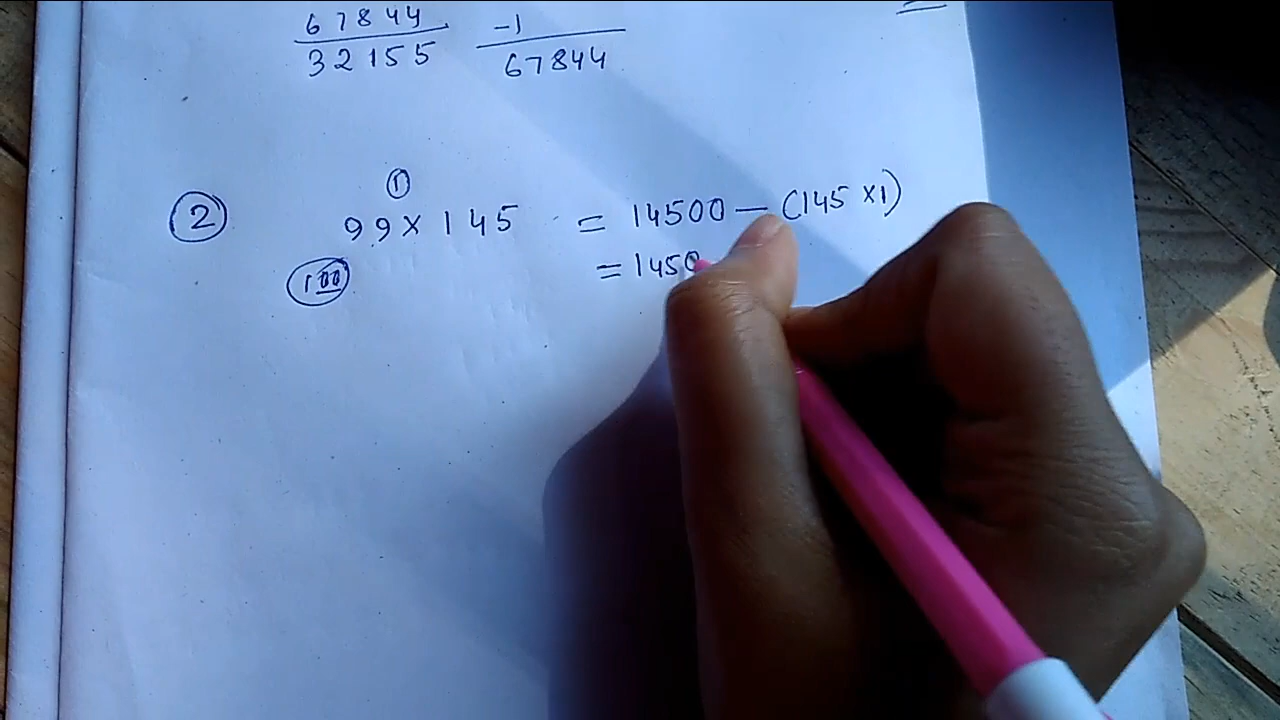 67844 -1
32155 67844
①
② 99 × 145 = 14500 – (145 × 1)
100 = 1450